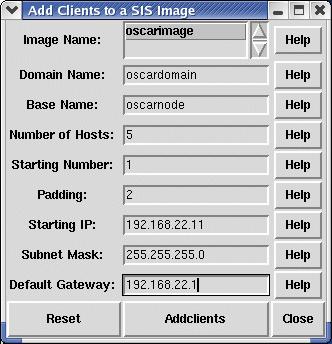 Add Clients to a SIS Image
Image Name: oscarimage Help
Domain Name: oscardomain Help
Base Name: oscarnode Help
Number of Hosts: 5 Help
Starting Number: 1 Help
Padding: 2 Help
Starting IP: 192.168.22.11 Help
Subnet Mask: 255.255.255.0 Help
Default Gateway: 192.168.22.1 Help
Reset Addclients Close